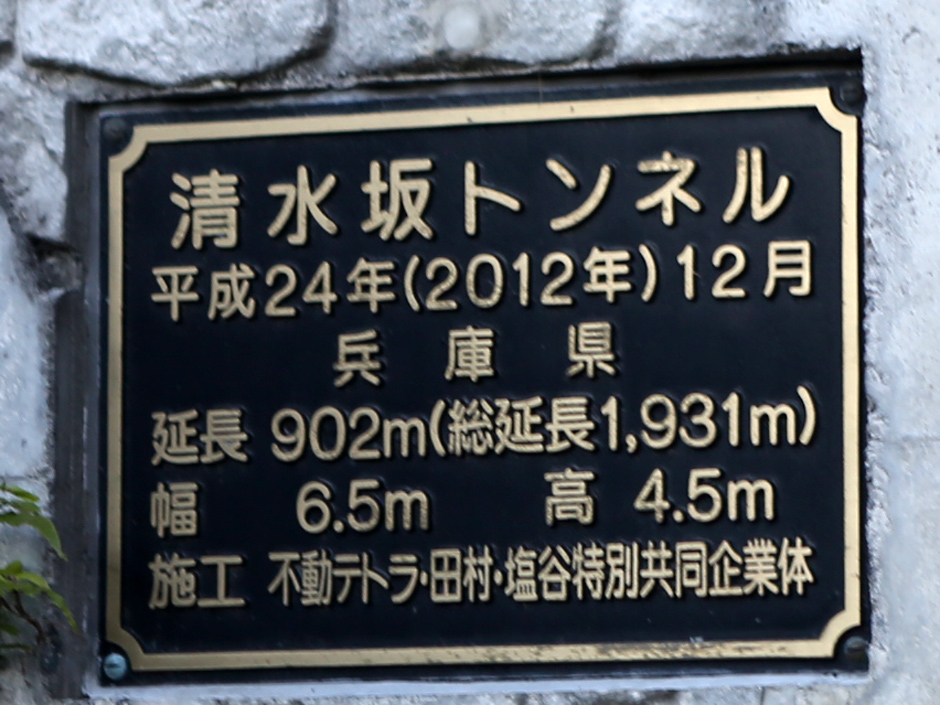 清水坂トンネル
平成24年(2012年)12月
兵庫県
延長 902m(総延長1,931m)
幅 6.5m 高 4.5m
施工 不動テトラ・田村・塩谷特別共同企業体